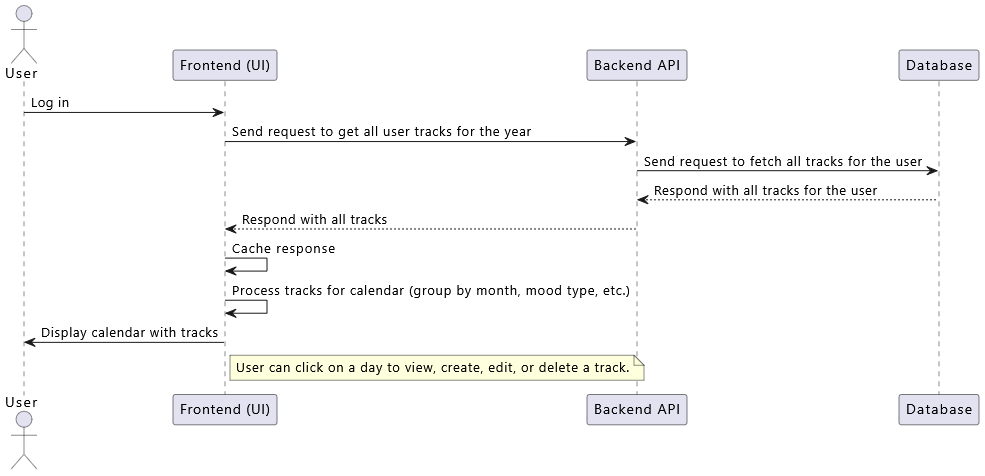 User
Frontend (UI)
Backend API
Database
Log in
Send request to get all user tracks for the year
Send request to fetch all tracks for the user
Respond with all tracks for the user
Respond with all tracks
Cache response
Process tracks for calendar (group by month, mood type, etc.)
Display calendar with tracks
User can click on a day to view, create, edit, or delete a track.
User
Frontend (UI)
Backend API
Database